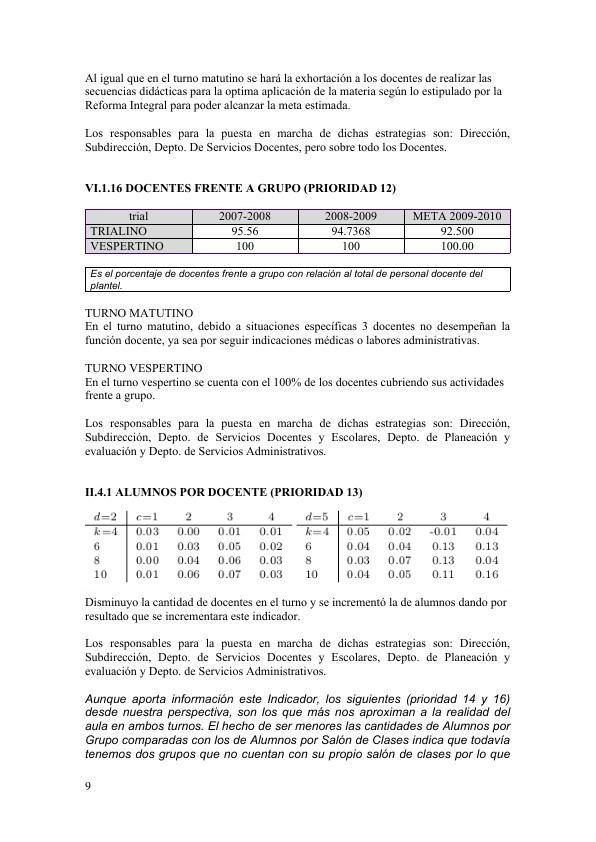 Al igual que en el turno matutino se hará la exhortación a los docentes de realizar las
secuencias didácticas para la optima aplicación de la materia según lo estipulado por la
Reforma Integral para poder alcanzar la meta estimada.
Los responsables para la puesta en marcha de dichas estrategias son: Dirección,
Subdirección, Depto. De Servicios Docentes, pero sobre todo los Docentes.
VI.1.16 DOCENTES FRENTE A GRUPO (PRIORIDAD 12)
trial 2007-2008 2008-2009 META 2009-2010
TRIALINO 95.56 94.7368 92.500
VESPERTINO 100 100 100.00
Es el porcentaje de docentes frente a grupo con relación al total de personal docente del
plantel.
TURNO MATUTINO
En el turno matutino, debido a situaciones específicas 3 docentes no desempeñan la
función docente, ya sea por seguir indicaciones médicas o labores administrativas.
TURNO VESPERTINO
En el turno vespertino se cuenta con el 100% de los docentes cubriendo sus actividades
frente a grupo.
Los responsables para la puesta en marcha de dichas estrategias son: Dirección,
Subdirección, Depto. de Servicios Docentes y Escolares, Depto. de Planeación y
evaluación y Depto. de Servicios Administrativos.
II.4.1 ALUMNOS POR DOCENTE (PRIORIDAD 13)
d=2 c=1 2 3 4 d=5 c=1 2 3 4
k=4 0.03 0.00 0.01 0.01 k=4 0.05 0.02 -0.01 0.04
6 0.01 0.03 0.05 0.02 6 0.04 0.04 0.13 0.13
8 0.00 0.04 0.06 0.03 8 0.03 0.07 0.13 0.04
10 0.01 0.06 0.07 0.03 10 0.04 0.05 0.11 0.16
Disminuyo la cantidad de docentes en el turno y se incrementó la de alumnos dando por
resultado que se incrementara este indicador.
Los responsables para la puesta en marcha de dichas estrategias son: Dirección,
Subdirección, Depto. de Servicios Docentes y Escolares, Depto. de Planeación y
evaluación y Depto. de Servicios Administrativos.
Aunque aporta información este Indicador, los siguientes (prioridad 14 y 16)
desde nuestra perspectiva, son los que más nos aproximan a la realidad del
aula en ambos turnos. El hecho de ser menores las cantidades de Alumnos por
Grupo comparadas con los de Alumnos por Salón de Clases indica que todavía
tenemos dos grupos que no cuentan con su propio salón de clases por lo que
9